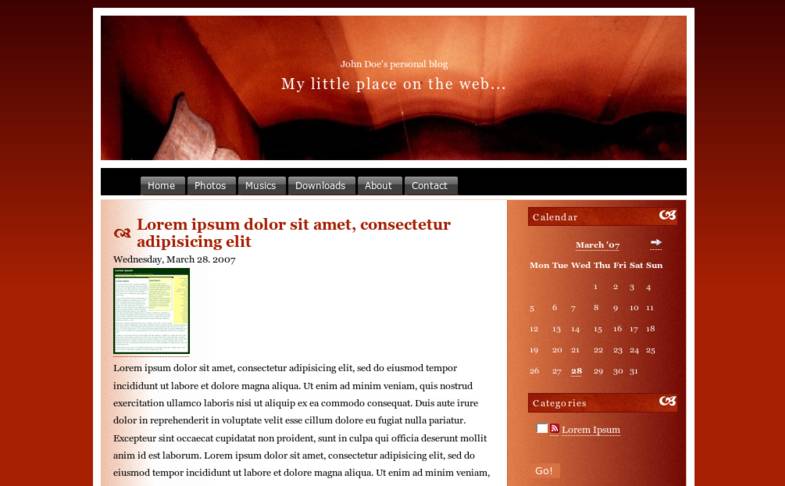 John Doe's personal blog
My little place on the web...
Home Photos Musics Downloads About Contact
Lorem ipsum dolor sit amet, consectetur
adipisicing elit
Wednesday, March 28. 2007
Lorem ipsum dolor sit amet, consectetur adipisicing elit, sed do eiusmod tempor
incididunt ut labore et dolore magna aliqua. Ut enim ad minim veniam, quis nostrud
exercitation ullamco laboris nisi ut aliquip ex ea commodo consequat. Duis aute irure
dolor in reprehenderit in voluptate velit esse cillum dolore eu fugiat nulla pariatur.
Excepteur sint occaecat cupidatat non proident, sunt in culpa qui officia deserunt mollit
anim id est laborum. Lorem ipsum dolor sit amet, consectetur adipisicing elit, sed do
eiusmod tempor incididunt ut labore et dolore magna aliqua. Ut enim ad minim veniam,
Calendar
March '07
Mon Tue Wed Thu Fri Sat Sun
1 2 3 4
5 6 7 8 9 10 11
12 13 14 15 16 17 18
19 20 21 22 23 24 25
26 27 28 29 30 31
Categories
Lorem Ipsum
Go!